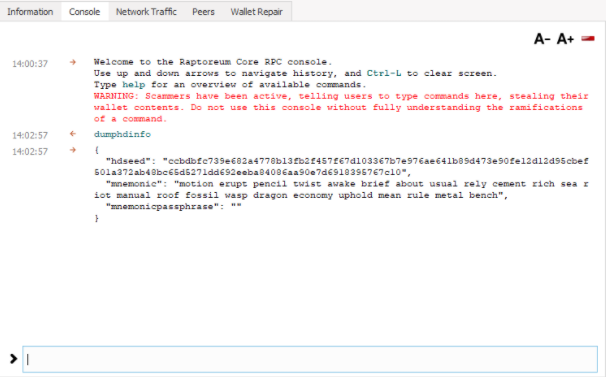 Information Console Network Traffic Peers Wallet Repair
A- A+
14:00:37 Welcome to the Raptoreum Core RPC console.
Use up and down arrows to navigate history, and Ctrl-L to clear screen.
Type help for an overview of available commands.
WARNING: Scammers have been active, telling users to type commands here, stealing their
wallet contents. Do not use this console without fully understanding the ramifications
of a command.
14:02:57 dumphdinfo
14:02:57 {
"hdseed": "ccbdbfc739e682a4778b13fb2f457f67d103367b7e976ae641b89d473e90fe12d12d95cbef
501a372ab48bc65d5271dd692eeba84086aa90e7d6918395767c10",
"mnemonic": "motion erupt pencil twist awake brief about usual rely cement rich sea r
iot manual roof fossil wasp dragon economy uphold mean rule metal bench",
"mnemonicpassphrase": ""
}